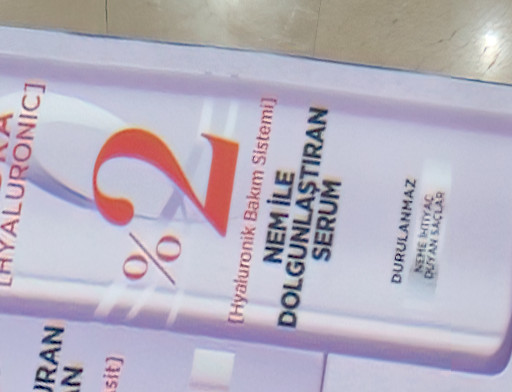 [HYALURONIC]
%2
[Hyaluronik Bakım Sistemi]
NEM İLE
DOLGUNLAŞTIRAN
SERUM
DURULANMAZ
NEME İHTİYAÇ
DUYAN SAÇLAR